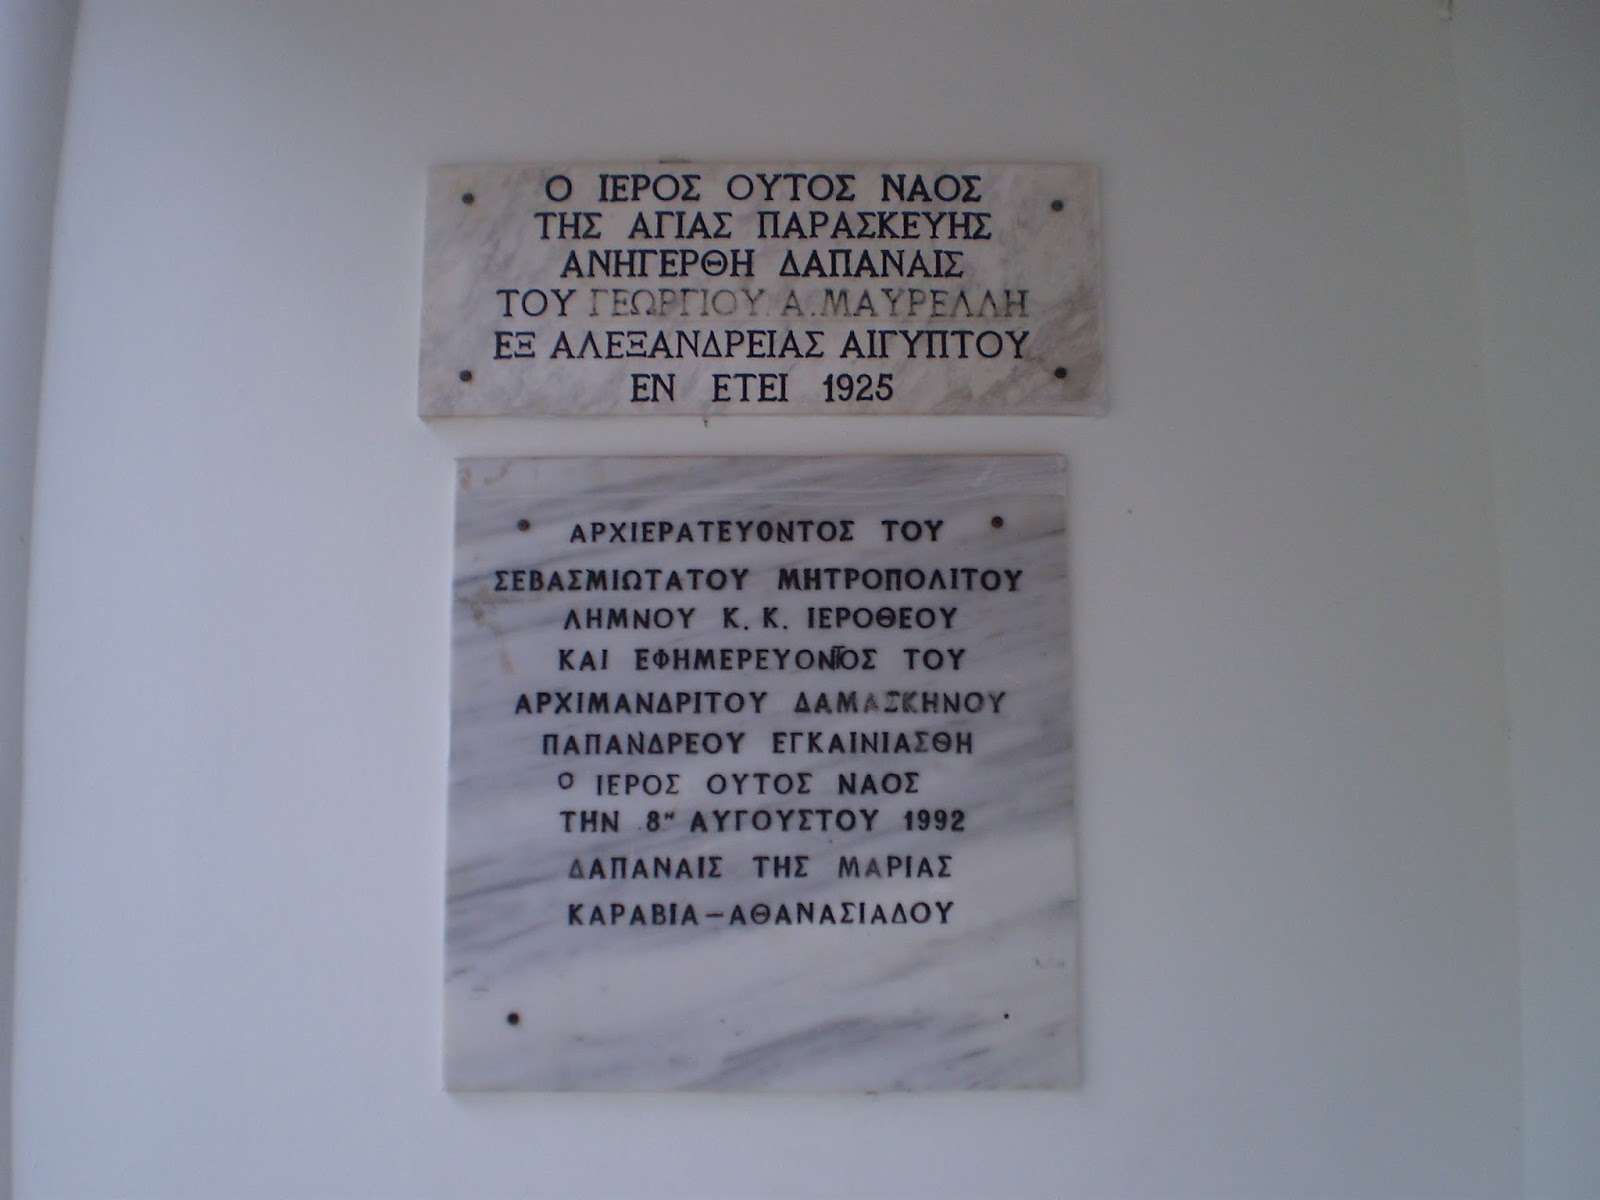 Ο ΙΕΡΟΣ ΟΥΤΟΣ ΝΑΟΣ
ΤΗΣ ΑΓΙΑΣ ΠΑΡΑΣΚΕΥΗΣ
ΑΝΗΓΕΡΘΗ ΔΑΠΑΝΑΙΣ
ΤΟΥ ΓΕΩΡΓΙΟΥ Α. ΜΑΥΡΕΛΛΗ
ΕΞ ΑΛΕΞΑΝΔΡΕΙΑΣ ΑΙΓΥΠΤΟΥ
ΕΝ ΕΤΕΙ 1925
ΑΡΧΙΕΡΑΤΕΥΟΝΤΟΣ ΤΟΥ
ΣΕΒΑΣΜΙΩΤΑΤΟΥ ΜΗΤΡΟΠΟΛΙΤΟΥ
ΛΗΜΝΟΥ Κ. Κ. ΙΕΡΟΘΕΟΥ
ΚΑΙ ΕΦΗΜΕΡΕΥΟΝΤΟΣ ΤΟΥ
ΑΡΧΙΜΑΝΔΡΙΤΟΥ ΔΑΜΑΣΚΗΝΟΥ
ΠΑΠΑΝΔΡΕΟΥ ΕΓΚΑΙΝΙΑΣΘΗ
Ο ΙΕΡΟΣ ΟΥΤΟΣ ΝΑΟΣ
ΤΗΝ 8ην ΑΥΓΟΥΣΤΟΥ 1992
ΔΑΠΑΝΑΙΣ ΤΗΣ ΜΑΡΙΑΣ
ΚΑΡΑΒΙΑ-ΑΘΑΝΑΣΙΑΔΟΥ